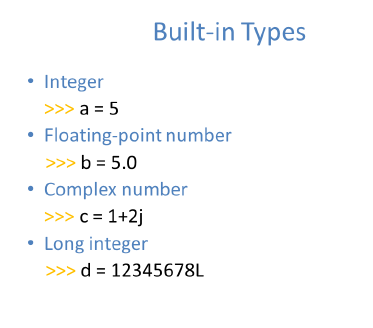 Built-in Types
• Integer
>>> a = 5
• Floating-point number
>>> b = 5.0
• Complex number
>>> c = 1+2j
• Long integer
>>> d = 12345678L